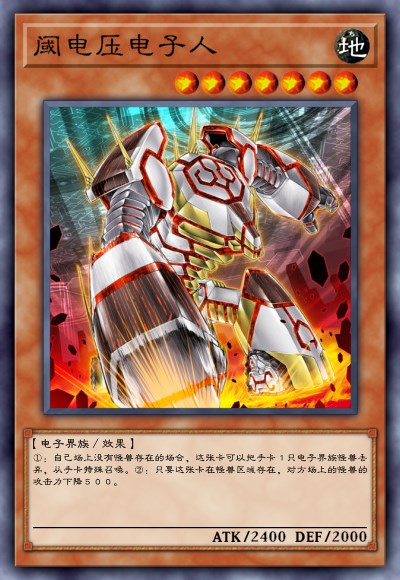 阈电压电子人
地
【电子界族／效果】
①：自己场上没有怪兽存在的场合，这张卡可以把手卡1只电子界族怪兽丢
弃，从手卡特殊召唤。②：只要这张卡在怪兽区域存在，对方场上的怪兽的
攻击力下降５００。
ATK/2400 DEF/2000